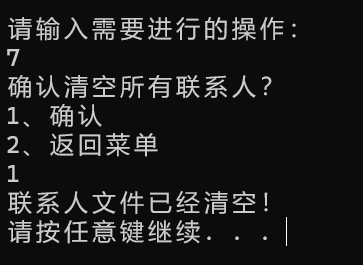 请输入需要进行的操作：
7
确认清空所有联系人？
1、确认
2、返回菜单
1
联系人文件已经清空！
请按任意键继续. . .